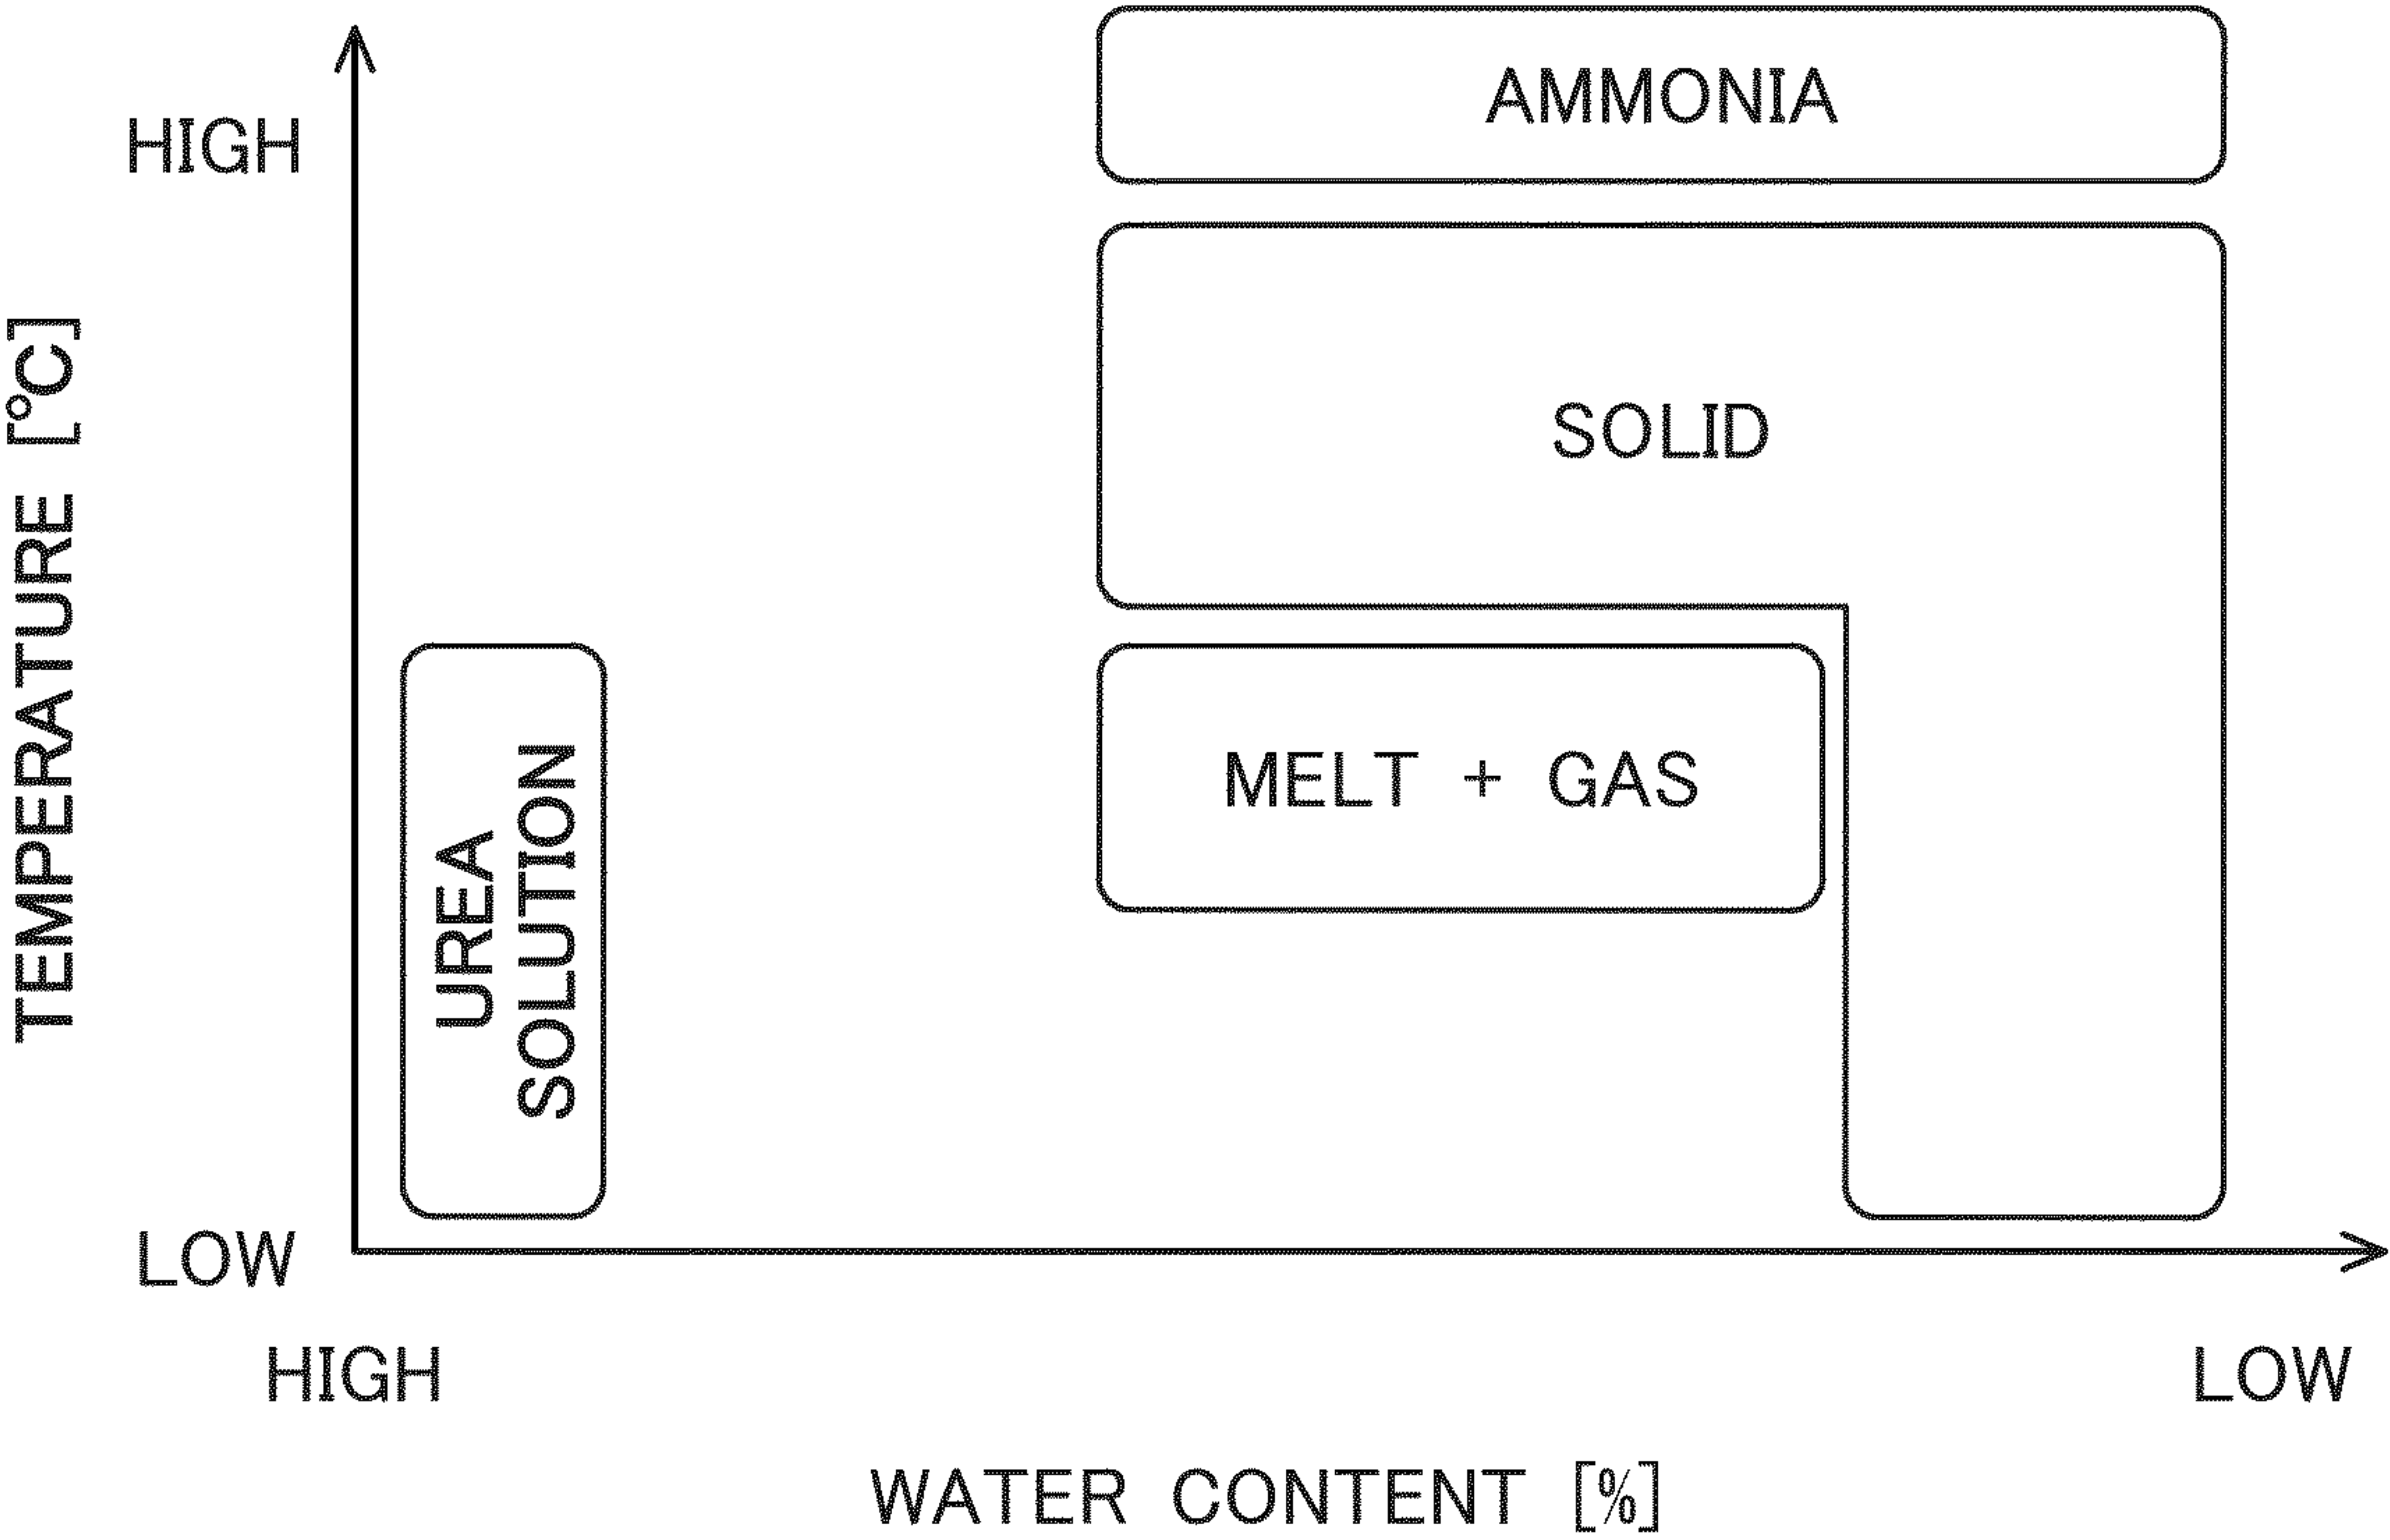 AMMONIA
HIGH
SOLID
TEMPERATURE [°C]
MELT + GAS
UREA
SOLUTION
LOW
HIGH
LOW
WATER CONTENT [%]